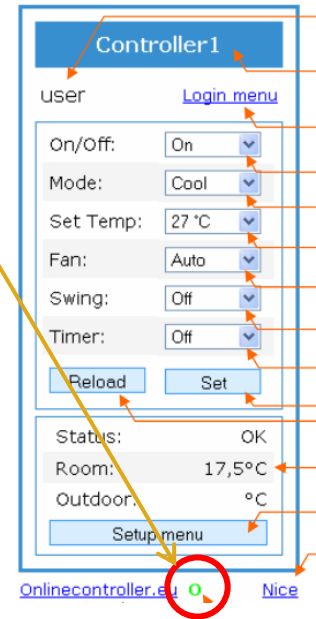 Controller1
user Login menu
On/Off: On
Mode: Cool
Set Temp: 27 °C
Fan: Auto
Swing: Off
Timer: Off
Reload Set
Status: OK
Room: 17,5°C
Outdoor: °C
Setup menu
Onlinecontroller.eu O Nice